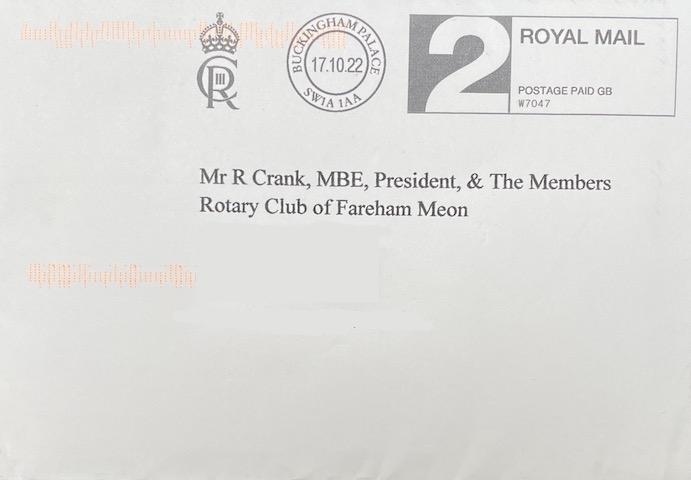 C III R
BUCKINGHAM PALACE
17.10.22
SW1A 1AA
2
ROYAL MAIL
POSTAGE PAID GB
W7047
Mr R Crank, MBE, President, & The Members
Rotary Club of Fareham Meon